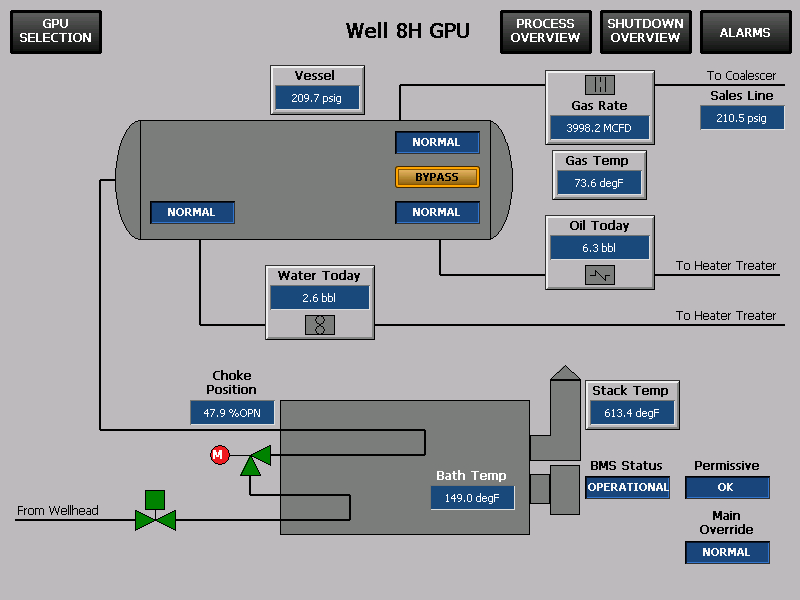 GPU
SELECTION
Well 8H GPU
PROCESS
OVERVIEW
SHUTDOWN
OVERVIEW
ALARMS
Vessel
209.7 psig
To Coalescer
Sales Line
210.5 psig
Gas Rate
3998.2 MCFD
NORMAL
BYPASS
NORMAL
NORMAL
Gas Temp
73.6 degF
Oil Today
6.3 bbl
To Heater Treater
Water Today
2.6 bbl
To Heater Treater
Choke
Position
47.9 %OPN
Stack Temp
613.4 degF
M
Bath Temp
149.0 degF
BMS Status
OPERATIONAL
Permissive
OK
From Wellhead
Main
Override
NORMAL